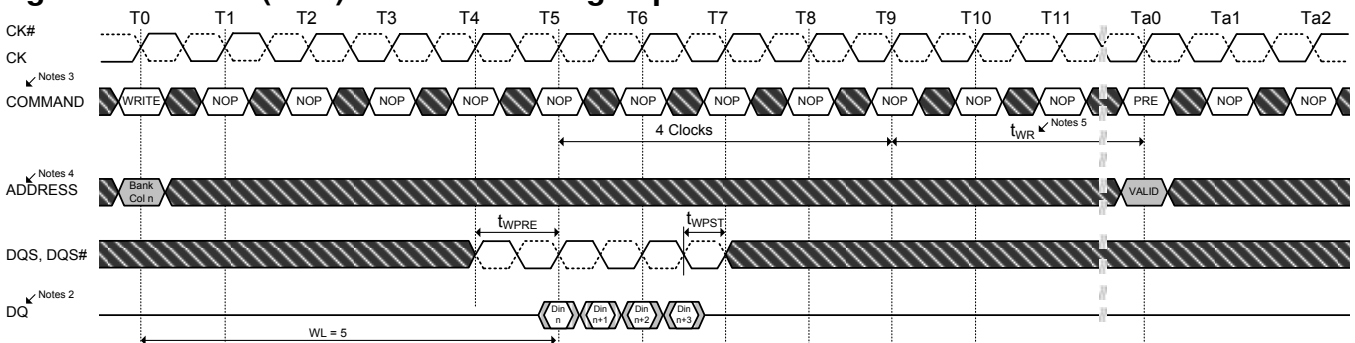 T0 T1 T2 T3 T4 T5 T6 T7 T8 T9 T10 T11 Ta0 Ta1 Ta2
CK#
CK
Notes 3
COMMAND WRITE NOP NOP NOP NOP NOP NOP NOP NOP NOP NOP NOP PRE NOP NOP
4 Clocks tWR Notes 5
Notes 4
ADDRESS Bank Col n VALID
tWPRE tWPST
DQS, DQS#
Notes 2
DQ Din n Din n+1 Din n+2 Din n+3
WL = 5